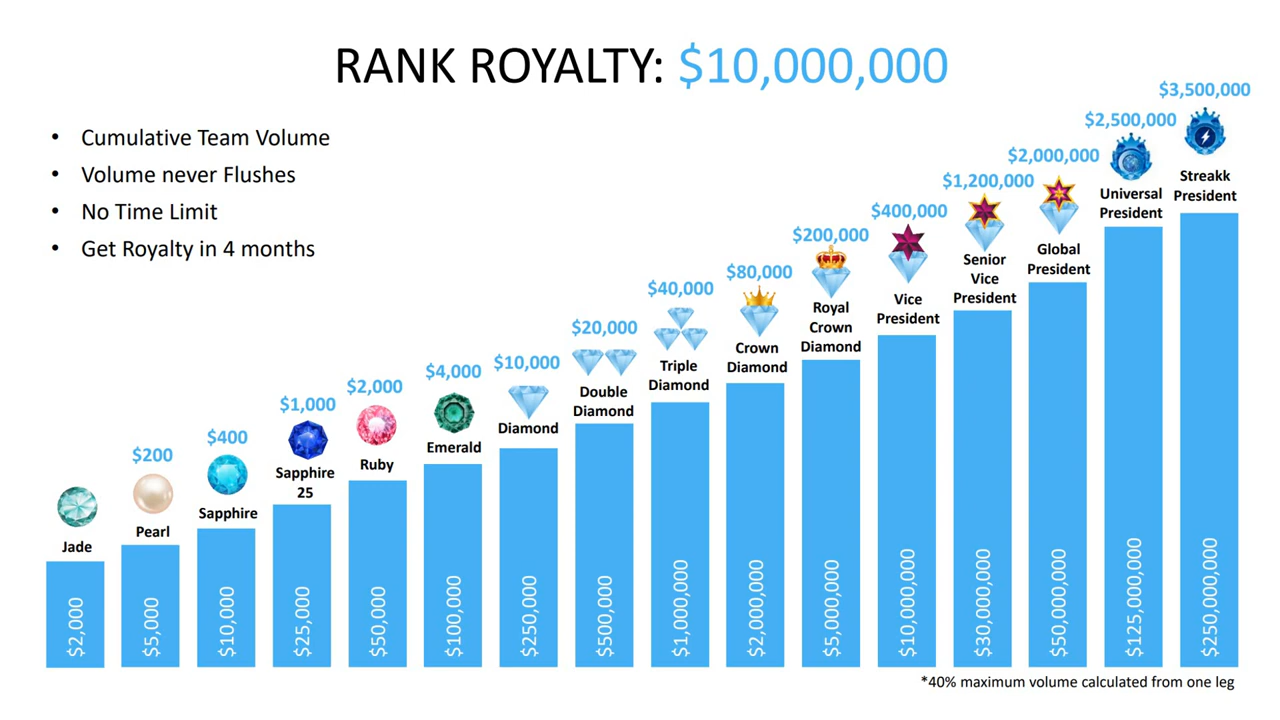 RANK ROYALTY: $10,000,000
• Cumulative Team Volume
• Volume never Flushes
• No Time Limit
• Get Royalty in 4 months
Jade
$2,000
$200
Pearl
$5,000
$400
Sapphire
$10,000
$1,000
Sapphire
25
$25,000
$2,000
Ruby
$50,000
$4,000
Emerald
$100,000
$10,000
Diamond
$250,000
$20,000
Double
Diamond
$500,000
$40,000
Triple
Diamond
$1,000,000
$80,000
Crown
Diamond
$2,000,000
$200,000
Royal
Crown
Diamond
$5,000,000
$400,000
Vice
President
$10,000,000
$1,200,000
Senior
Vice
President
$30,000,000
$2,000,000
Global
President
$50,000,000
$2,500,000
Universal
President
$125,000,000
$3,500,000
Streakk
President
$250,000,000
*40% maximum volume calculated from one leg